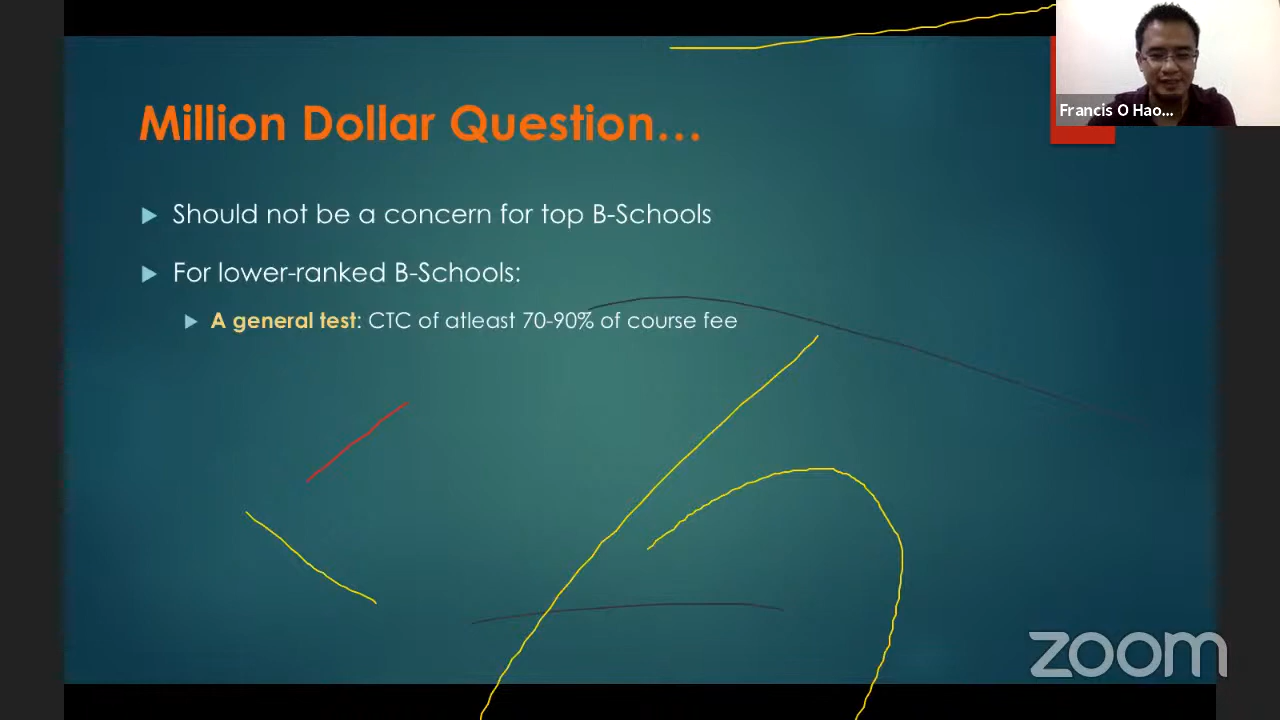 Million Dollar Question...
Should not be a concern for top B-Schools
For lower-ranked B-Schools:
A general test: CTC of atleast 70-90% of course fee
Francis O Hao...
zoom